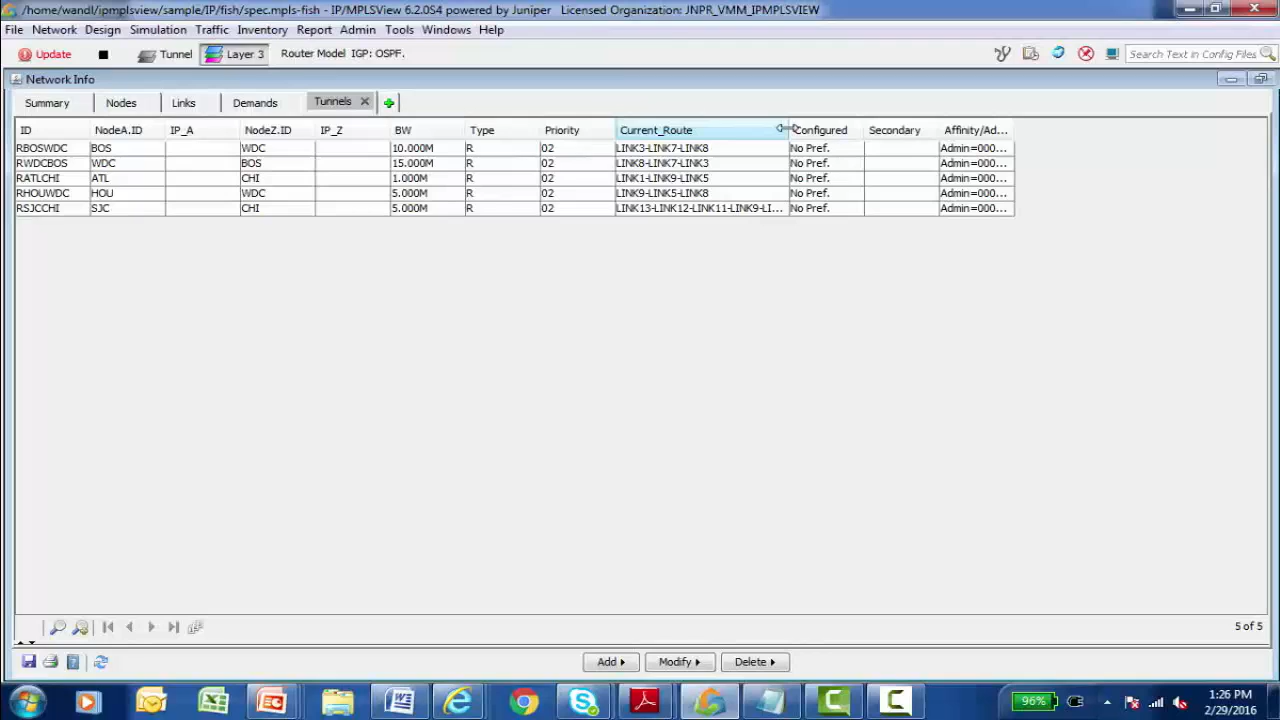 /home/wandl/ipmplsview/sample/IP/fish/spec.mpls-fish - IP/MPLSView 6.2.0S4 powered by Juniper   Licensed Organization: JNPR_VMM_IPMPLSVIEW
File Network Design Simulation Traffic Inventory Report Admin Tools Windows Help
Update Tunnel Layer 3 Router Model IGP: OSPF. Search Text in Config Files
Network Info
Summary Nodes Links Demands Tunnels
ID NodeA.ID IP_A NodeZ.ID IP_Z BW Type Priority Current_Route Configured Secondary Affinity/Ad...
RBOSWDC BOS WDC 10.000M R 02 LINK3-LINK7-LINK8 No Pref. Admin=000...
RWDCBOS WDC BOS 15.000M R 02 LINK8-LINK7-LINK3 No Pref. Admin=000...
RATLCHI ATL CHI 1.000M R 02 LINK1-LINK9-LINK5 No Pref. Admin=000...
RHOUWDC HOU WDC 5.000M R 02 LINK9-LINK5-LINK8 No Pref. Admin=000...
RSJCCHI SJC CHI 5.000M R 02 LINK13-LINK12-LINK11-LINK9-LI... No Pref. Admin=000...
5 of 5
Add Modify Delete
96% 1:26 PM
2/29/2016